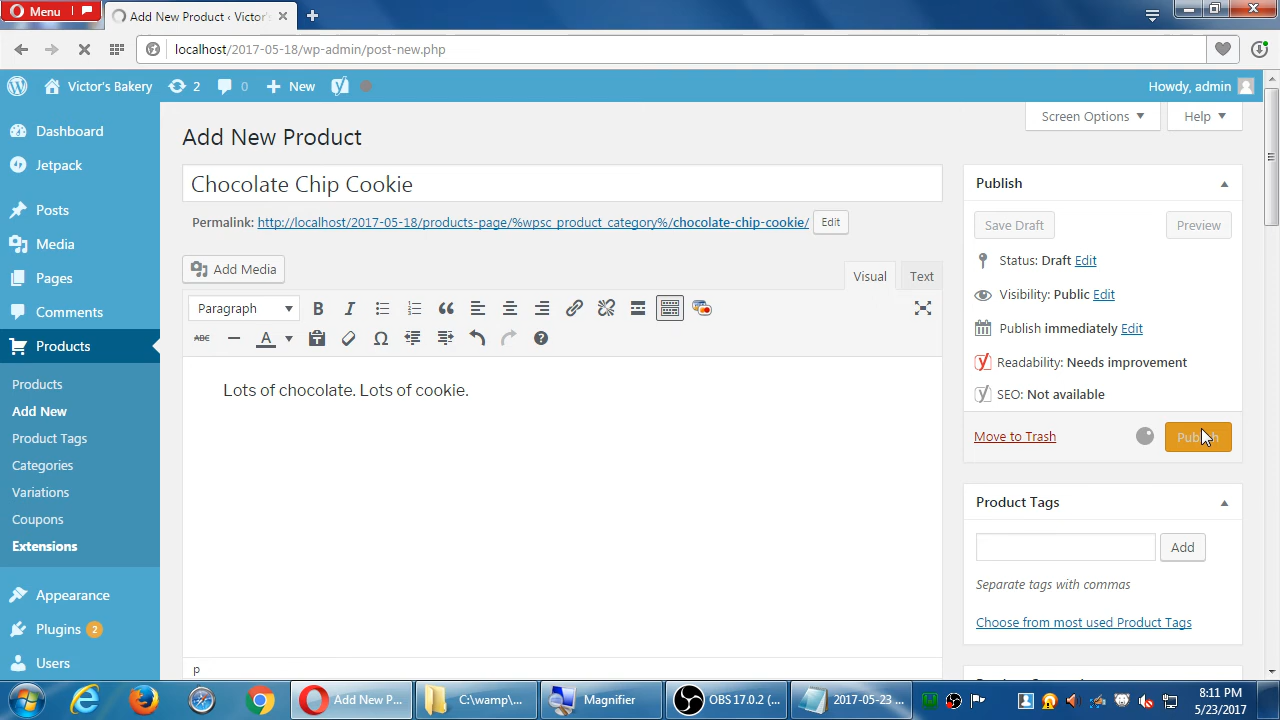 Menu
Add New Product ‹ Victor's
localhost/2017-05-18/wp-admin/post-new.php
Victor's Bakery 2 0 New Howdy, admin
Screen Options Help
Dashboard
Jetpack
Posts
Media
Pages
Comments
Products
Products
Add New
Product Tags
Categories
Variations
Coupons
Extensions
Appearance
Plugins 2
Users
Add New Product
Chocolate Chip Cookie
Permalink: http://localhost/2017-05-18/products-page/%wpsc_product_category%/chocolate-chip-cookie/ Edit
Add Media
Visual Text
Paragraph
B I
ABC A
Lots of chocolate. Lots of cookie.
p
Publish
Save Draft Preview
Status: Draft Edit
Visibility: Public Edit
Publish immediately Edit
Readability: Needs improvement
SEO: Not available
Move to Trash Publish
Product Tags
Add
Separate tags with commas
Choose from most used Product Tags
Add New P...
C:\wamp\...
Magnifier
OBS 17.0.2 (...
2017-05-23 ...
8:11 PM
5/23/2017